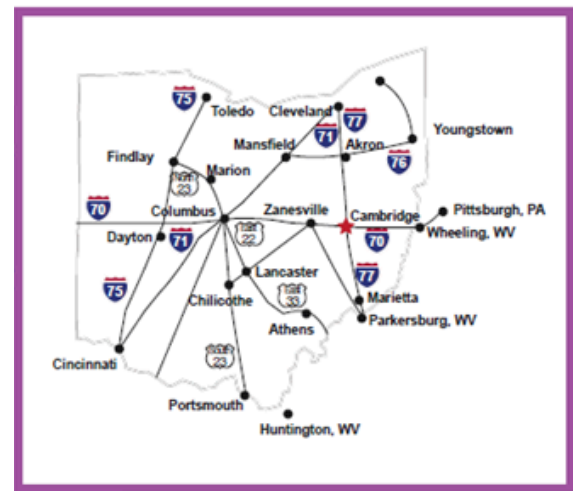 75
Toledo
Cleveland
77
71
Mansfield
Akron
Youngstown
76
Findlay
23
Marion
70
Columbus
Zanesville
Cambridge
Pittsburgh, PA
Wheeling, WV
22
70
Dayton
71
Lancaster
77
75
Chilicothe
33
Marietta
Athens
Parkersburg, WV
23
Cincinnati
Portsmouth
Huntington, WV